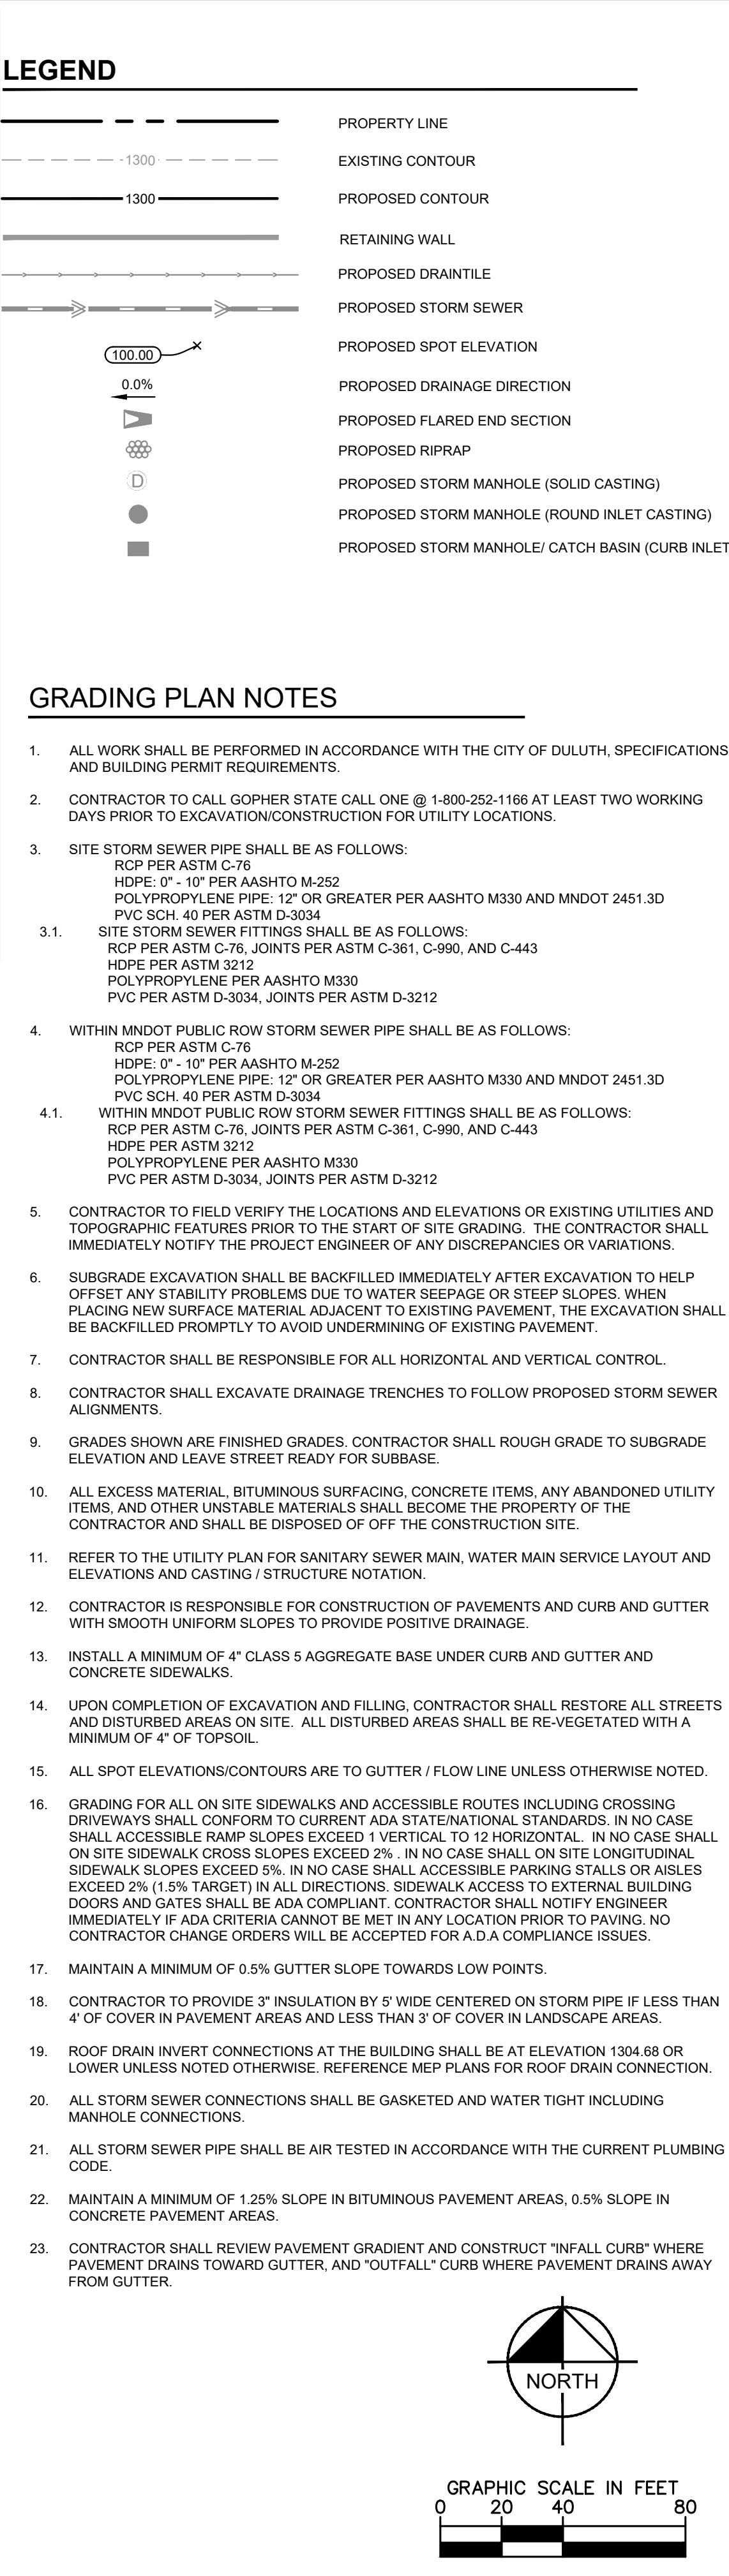 LEGEND
PROPERTY LINE
1300 EXISTING CONTOUR
1300 PROPOSED CONTOUR
RETAINING WALL
PROPOSED DRAINTILE
PROPOSED STORM SEWER
100.00 PROPOSED SPOT ELEVATION
0.0% PROPOSED DRAINAGE DIRECTION
PROPOSED FLARED END SECTION
PROPOSED RIPRAP
D PROPOSED STORM MANHOLE (SOLID CASTING)
PROPOSED STORM MANHOLE (ROUND INLET CASTING)
PROPOSED STORM MANHOLE/ CATCH BASIN (CURB INLET
GRADING PLAN NOTES
1. ALL WORK SHALL BE PERFORMED IN ACCORDANCE WITH THE CITY OF DULUTH, SPECIFICATIONS
AND BUILDING PERMIT REQUIREMENTS.
2. CONTRACTOR TO CALL GOPHER STATE CALL ONE @ 1-800-252-1166 AT LEAST TWO WORKING
DAYS PRIOR TO EXCAVATION/CONSTRUCTION FOR UTILITY LOCATIONS.
3. SITE STORM SEWER PIPE SHALL BE AS FOLLOWS:
RCP PER ASTM C-76
HDPE: 0" - 10" PER AASHTO M-252
POLYPROPYLENE PIPE: 12" OR GREATER PER AASHTO M330 AND MNDOT 2451.3D
PVC SCH. 40 PER ASTM D-3034
3.1. SITE STORM SEWER FITTINGS SHALL BE AS FOLLOWS:
RCP PER ASTM C-76, JOINTS PER ASTM C-361, C-990, AND C-443
HDPE PER ASTM 3212
POLYPROPYLENE PER AASHTO M330
PVC PER ASTM D-3034, JOINTS PER ASTM D-3212
4. WITHIN MNDOT PUBLIC ROW STORM SEWER PIPE SHALL BE AS FOLLOWS:
RCP PER ASTM C-76
HDPE: 0" - 10" PER AASHTO M-252
POLYPROPYLENE PIPE: 12" OR GREATER PER AASHTO M330 AND MNDOT 2451.3D
PVC SCH. 40 PER ASTM D-3034
4.1. WITHIN MNDOT PUBLIC ROW STORM SEWER FITTINGS SHALL BE AS FOLLOWS:
RCP PER ASTM C-76, JOINTS PER ASTM C-361, C-990, AND C-443
HDPE PER ASTM 3212
POLYPROPYLENE PER AASHTO M330
PVC PER ASTM D-3034, JOINTS PER ASTM D-3212
5. CONTRACTOR TO FIELD VERIFY THE LOCATIONS AND ELEVATIONS OR EXISTING UTILITIES AND
TOPOGRAPHIC FEATURES PRIOR TO THE START OF SITE GRADING. THE CONTRACTOR SHALL
IMMEDIATELY NOTIFY THE PROJECT ENGINEER OF ANY DISCREPANCIES OR VARIATIONS.
6. SUBGRADE EXCAVATION SHALL BE BACKFILLED IMMEDIATELY AFTER EXCAVATION TO HELP
OFFSET ANY STABILITY PROBLEMS DUE TO WATER SEEPAGE OR STEEP SLOPES. WHEN
PLACING NEW SURFACE MATERIAL ADJACENT TO EXISTING PAVEMENT, THE EXCAVATION SHALL
BE BACKFILLED PROMPTLY TO AVOID UNDERMINING OF EXISTING PAVEMENT.
7. CONTRACTOR SHALL BE RESPONSIBLE FOR ALL HORIZONTAL AND VERTICAL CONTROL.
8. CONTRACTOR SHALL EXCAVATE DRAINAGE TRENCHES TO FOLLOW PROPOSED STORM SEWER
ALIGNMENTS.
9. GRADES SHOWN ARE FINISHED GRADES. CONTRACTOR SHALL ROUGH GRADE TO SUBGRADE
ELEVATION AND LEAVE STREET READY FOR SUBBASE.
10. ALL EXCESS MATERIAL, BITUMINOUS SURFACING, CONCRETE ITEMS, ANY ABANDONED UTILITY
ITEMS, AND OTHER UNSTABLE MATERIALS SHALL BECOME THE PROPERTY OF THE
CONTRACTOR AND SHALL BE DISPOSED OF OFF THE CONSTRUCTION SITE.
11. REFER TO THE UTILITY PLAN FOR SANITARY SEWER MAIN, WATER MAIN SERVICE LAYOUT AND
ELEVATIONS AND CASTING / STRUCTURE NOTATION.
12. CONTRACTOR IS RESPONSIBLE FOR CONSTRUCTION OF PAVEMENTS AND CURB AND GUTTER
WITH SMOOTH UNIFORM SLOPES TO PROVIDE POSITIVE DRAINAGE.
13. INSTALL A MINIMUM OF 4" CLASS 5 AGGREGATE BASE UNDER CURB AND GUTTER AND
CONCRETE SIDEWALKS.
14. UPON COMPLETION OF EXCAVATION AND FILLING, CONTRACTOR SHALL RESTORE ALL STREETS
AND DISTURBED AREAS ON SITE. ALL DISTURBED AREAS SHALL BE RE-VEGETATED WITH A
MINIMUM OF 4" OF TOPSOIL.
15. ALL SPOT ELEVATIONS/CONTOURS ARE TO GUTTER / FLOW LINE UNLESS OTHERWISE NOTED.
16. GRADING FOR ALL ON SITE SIDEWALKS AND ACCESSIBLE ROUTES INCLUDING CROSSING
DRIVEWAYS SHALL CONFORM TO CURRENT ADA STATE/NATIONAL STANDARDS. IN NO CASE
SHALL ACCESSIBLE RAMP SLOPES EXCEED 1 VERTICAL TO 12 HORIZONTAL. IN NO CASE SHALL
ON SITE SIDEWALK CROSS SLOPES EXCEED 2% . IN NO CASE SHALL ON SITE LONGITUDINAL
SIDEWALK SLOPES EXCEED 5%. IN NO CASE SHALL ACCESSIBLE PARKING STALLS OR AISLES
EXCEED 2% (1.5% TARGET) IN ALL DIRECTIONS. SIDEWALK ACCESS TO EXTERNAL BUILDING
DOORS AND GATES SHALL BE ADA COMPLIANT. CONTRACTOR SHALL NOTIFY ENGINEER
IMMEDIATELY IF ADA CRITERIA CANNOT BE MET IN ANY LOCATION PRIOR TO PAVING. NO
CONTRACTOR CHANGE ORDERS WILL BE ACCEPTED FOR A.D.A COMPLIANCE ISSUES.
17. MAINTAIN A MINIMUM OF 0.5% GUTTER SLOPE TOWARDS LOW POINTS.
18. CONTRACTOR TO PROVIDE 3" INSULATION BY 5' WIDE CENTERED ON STORM PIPE IF LESS THAN
4' OF COVER IN PAVEMENT AREAS AND LESS THAN 3' OF COVER IN LANDSCAPE AREAS.
19. ROOF DRAIN INVERT CONNECTIONS AT THE BUILDING SHALL BE AT ELEVATION 1304.68 OR
LOWER UNLESS NOTED OTHERWISE. REFERENCE MEP PLANS FOR ROOF DRAIN CONNECTION.
20. ALL STORM SEWER CONNECTIONS SHALL BE GASKETED AND WATER TIGHT INCLUDING
MANHOLE CONNECTIONS.
21. ALL STORM SEWER PIPE SHALL BE AIR TESTED IN ACCORDANCE WITH THE CURRENT PLUMBING
CODE.
22. MAINTAIN A MINIMUM OF 1.25% SLOPE IN BITUMINOUS PAVEMENT AREAS, 0.5% SLOPE IN
CONCRETE PAVEMENT AREAS.
23. CONTRACTOR SHALL REVIEW PAVEMENT GRADIENT AND CONSTRUCT "INFALL CURB" WHERE
PAVEMENT DRAINS TOWARD GUTTER, AND "OUTFALL" CURB WHERE PAVEMENT DRAINS AWAY
FROM GUTTER.
NORTH
GRAPHIC SCALE IN FEET
0 20 40 80